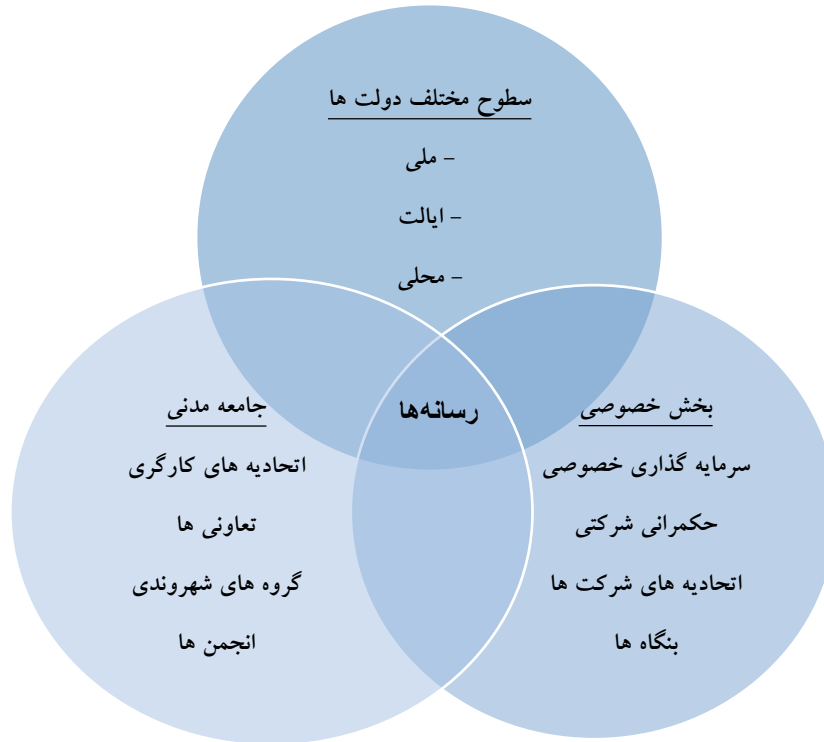 سطوح مختلف دولت ها
– ملی
– ایالت
– محلی
رسانه‌ها
بخش خصوصی
سرمایه گذاری خصوصی
حکمرانی شرکتی
اتحادیه های شرکت ها
بنگاه ها
جامعه مدنی
اتحادیه های کارگری
تعاونی ها
گروه های شهروندی
انجمن ها